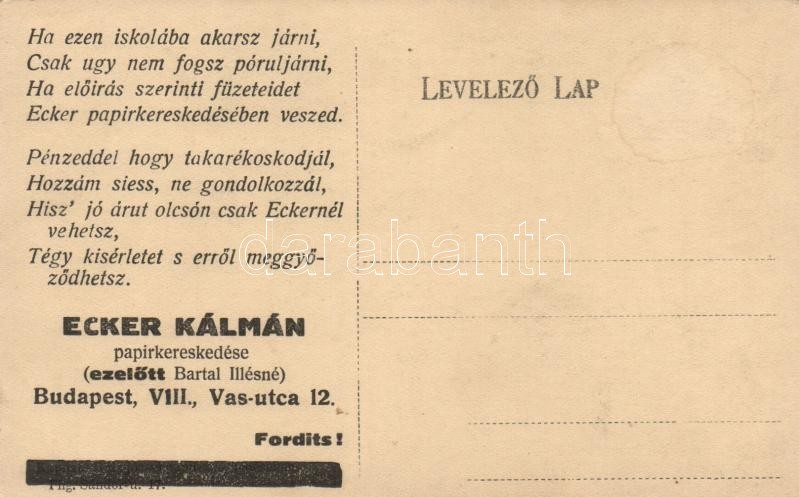 Ha ezen iskolába akarsz járni,
Csak ugy nem fogsz póruljárni,
Ha előirás szerinti füzeteidet
Ecker papirkereskedésében veszed.
Pénzeddel hogy takarékoskodjál,
Hozzám siess, ne gondolkozzál,
Hisz' jó árut olcsón csak Eckernél
vehetsz,
Tégy kisérletet s erről meggyő-
ződhetsz.
ECKER KÁLMÁN
papirkereskedése
(ezelőtt Bartal Illésné)
Budapest, VIII., Vas-utca 12.
Fordits!
Sándor-u. 17.
LEVELEZŐ LAP
darabanth